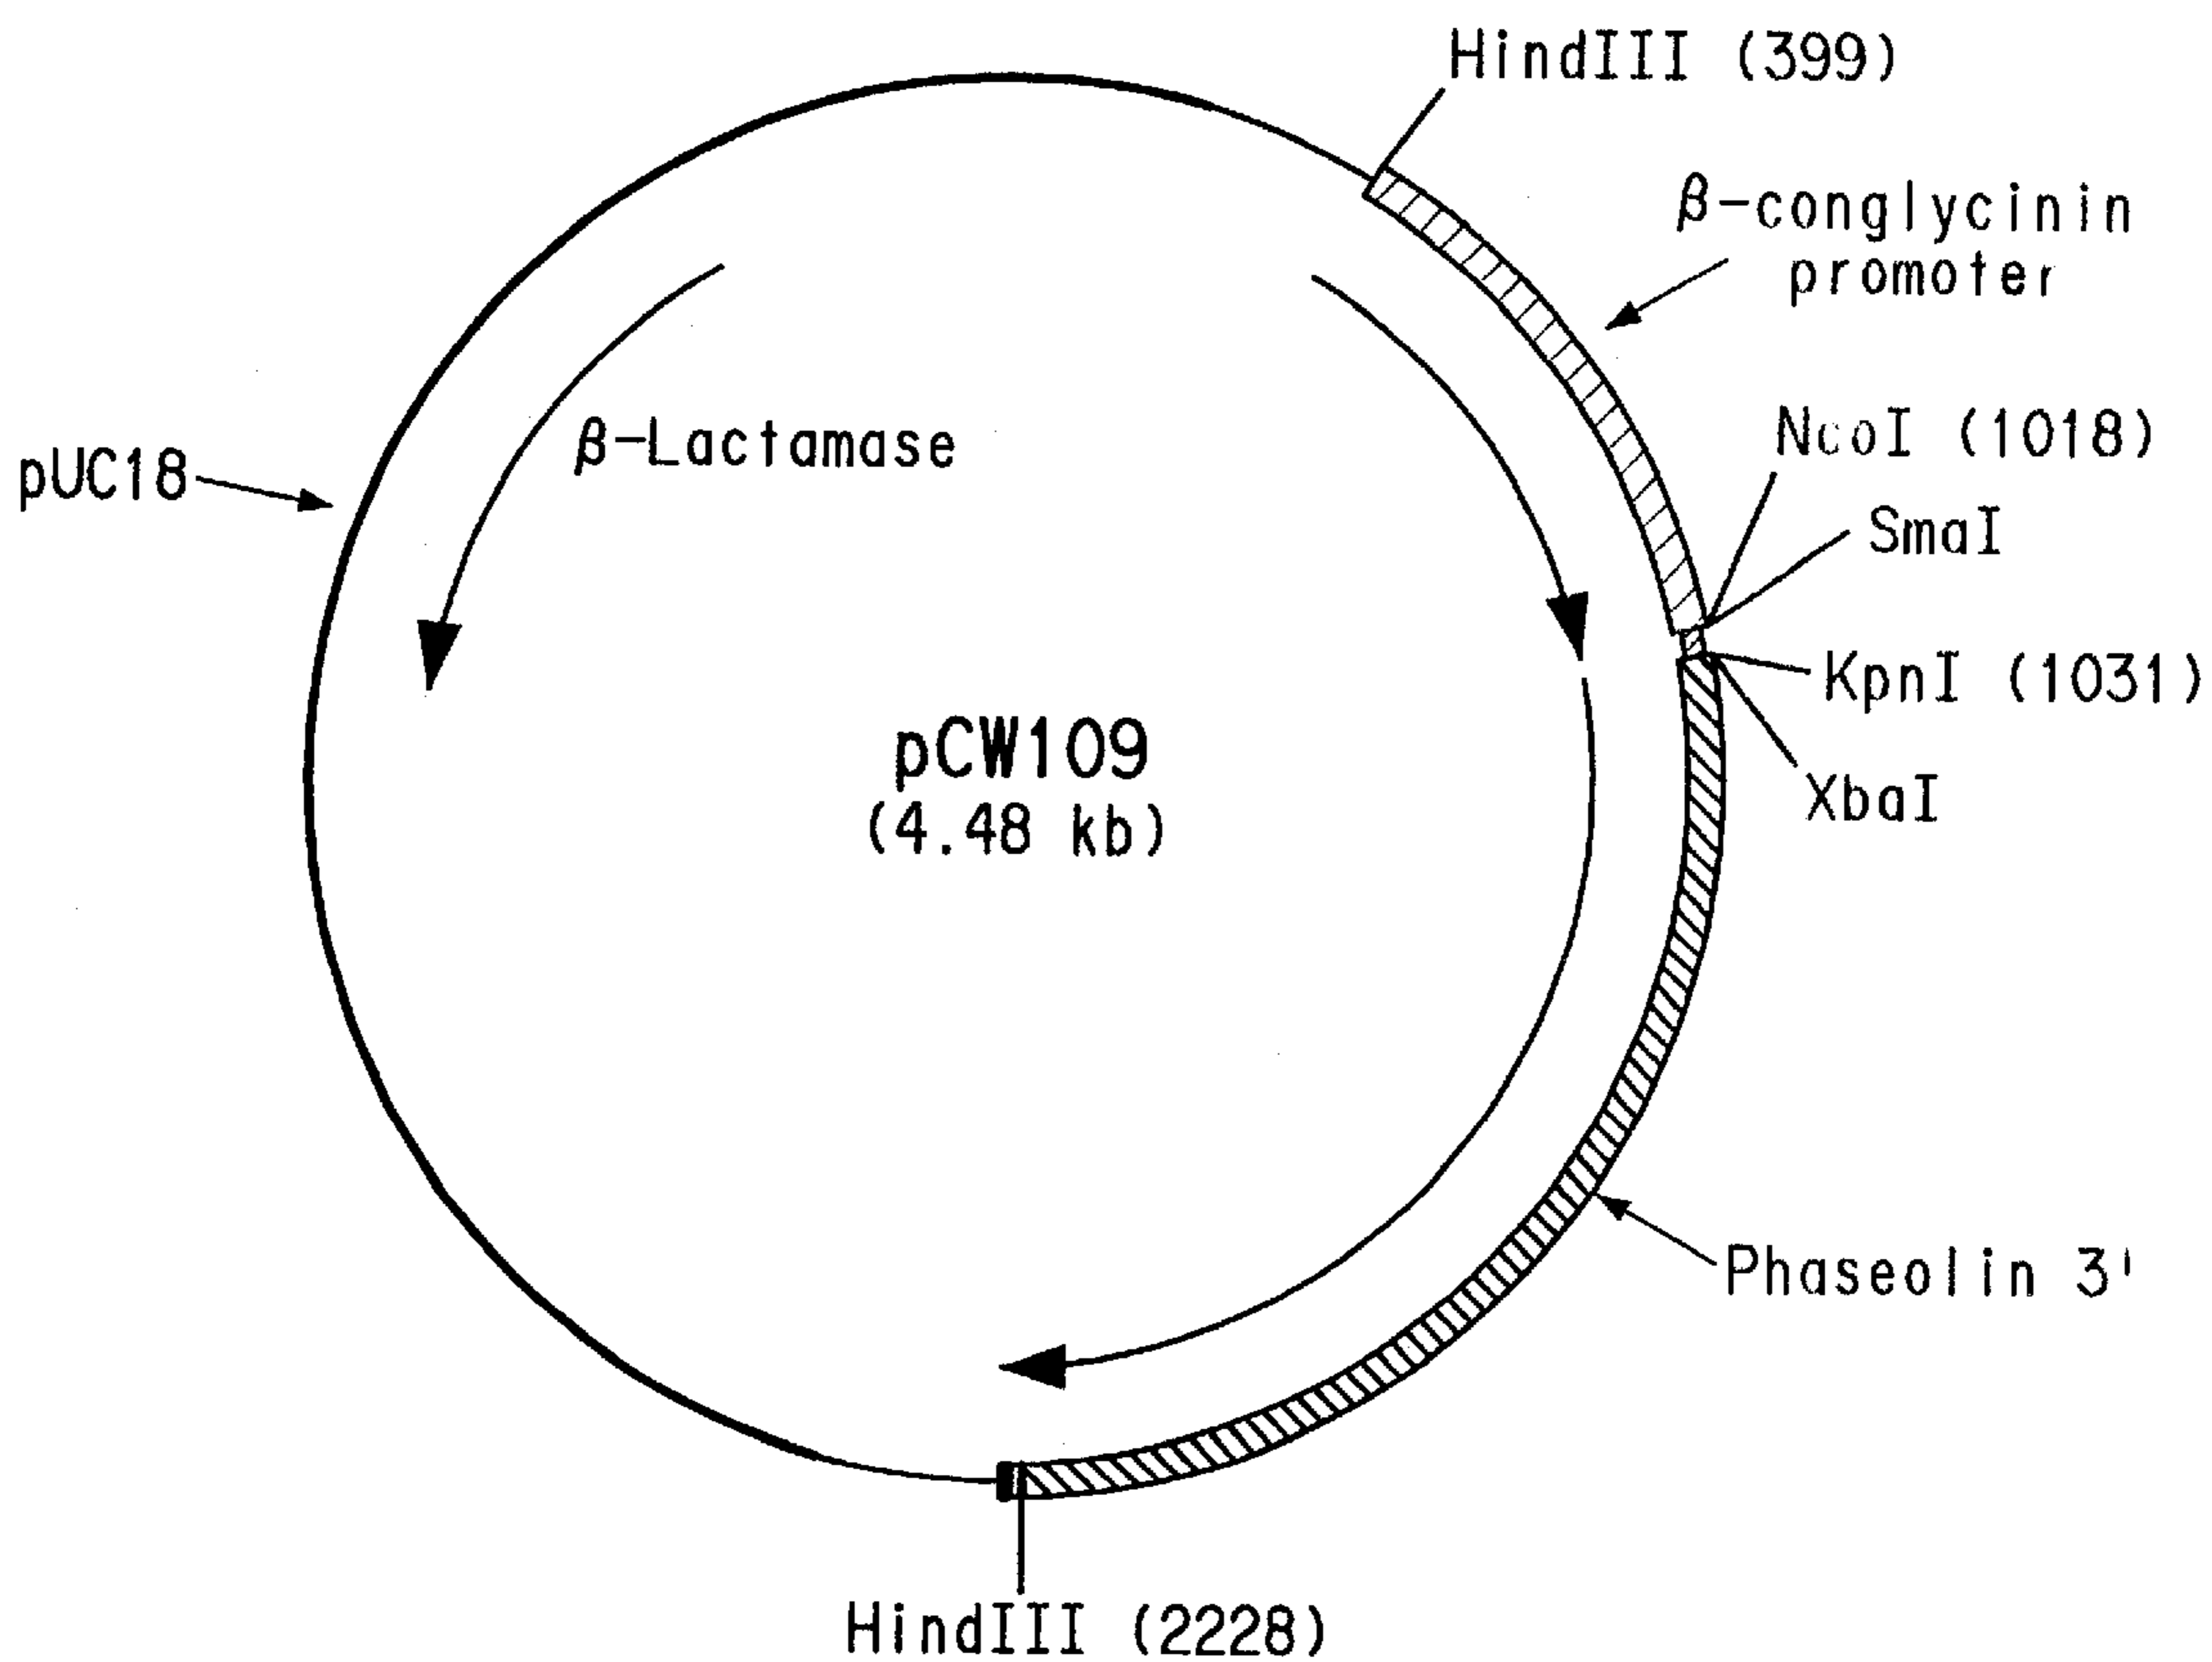 HindIII (399)
β-conglycinin
promoter
NcoI (1018)
β-Lactamase
pUC18
SmaI
KpnI (1031)
pCW109
(4.48 kb)
XbaI
Phaseolin 3'
HindIII (2228)